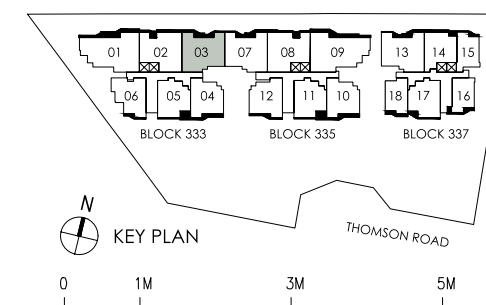 01 02 03 07 08 09 13 14 15
06 05 04 12 11 10 18 17 16
BLOCK 333 BLOCK 335 BLOCK 337
THOMSON ROAD
N
KEY PLAN
0 1M 3M 5M